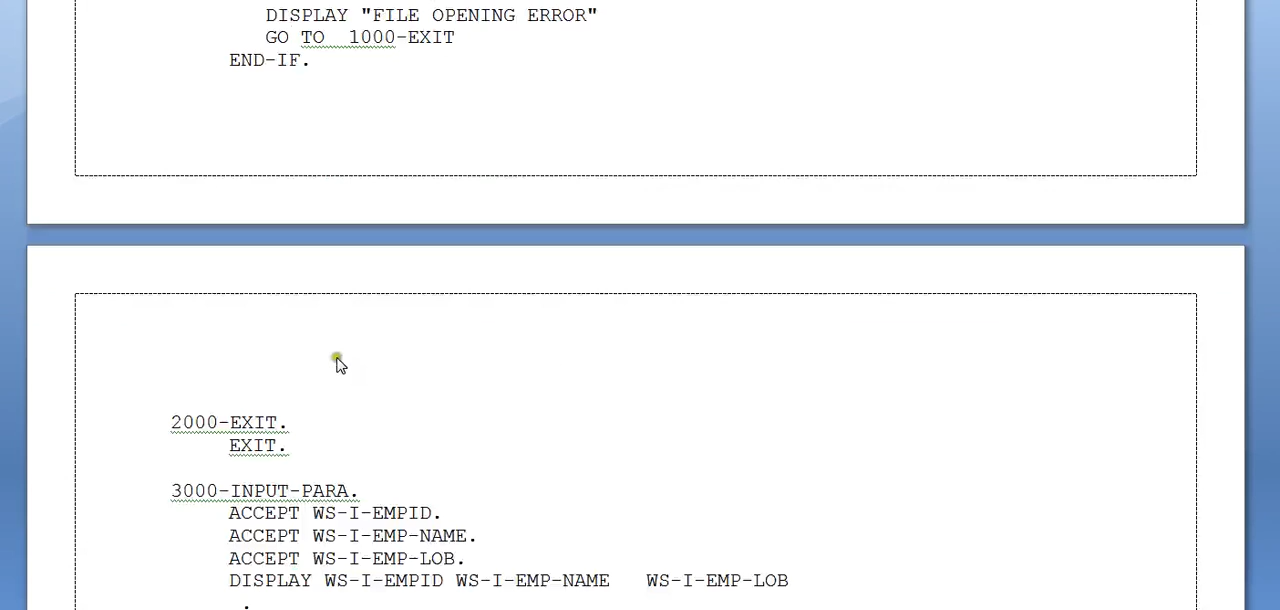 DISPLAY "FILE OPENING ERROR"
GO TO  1000-EXIT
END-IF.
2000-EXIT.
EXIT.
3000-INPUT-PARA.
ACCEPT WS-I-EMPID.
ACCEPT WS-I-EMP-NAME.
ACCEPT WS-I-EMP-LOB.
DISPLAY WS-I-EMPID WS-I-EMP-NAME   WS-I-EMP-LOB
.